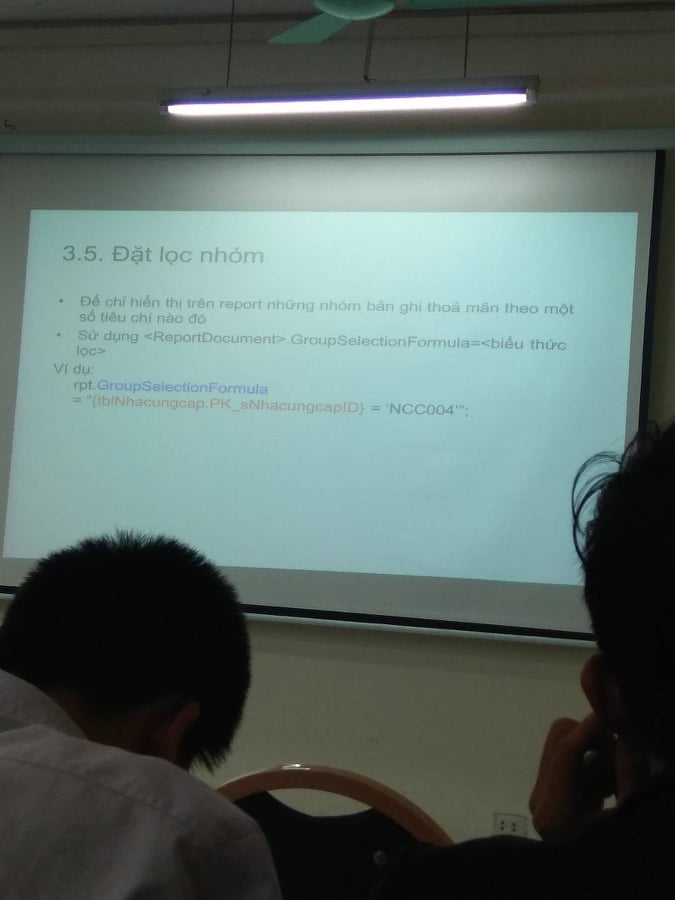 3.5. Đặt lọc nhóm
• Để chỉ hiển thị trên report những nhóm bản ghi thoả mãn theo một
số tiêu chí nào đó
• Sử dụng <ReportDocument>.GroupSelectionFormula=<biểu thức
lọc>
Ví dụ:
rpt.GroupSelectionFormula
= "{tblNhacungcap.PK_sNhacungcapID} = 'NCC004'";